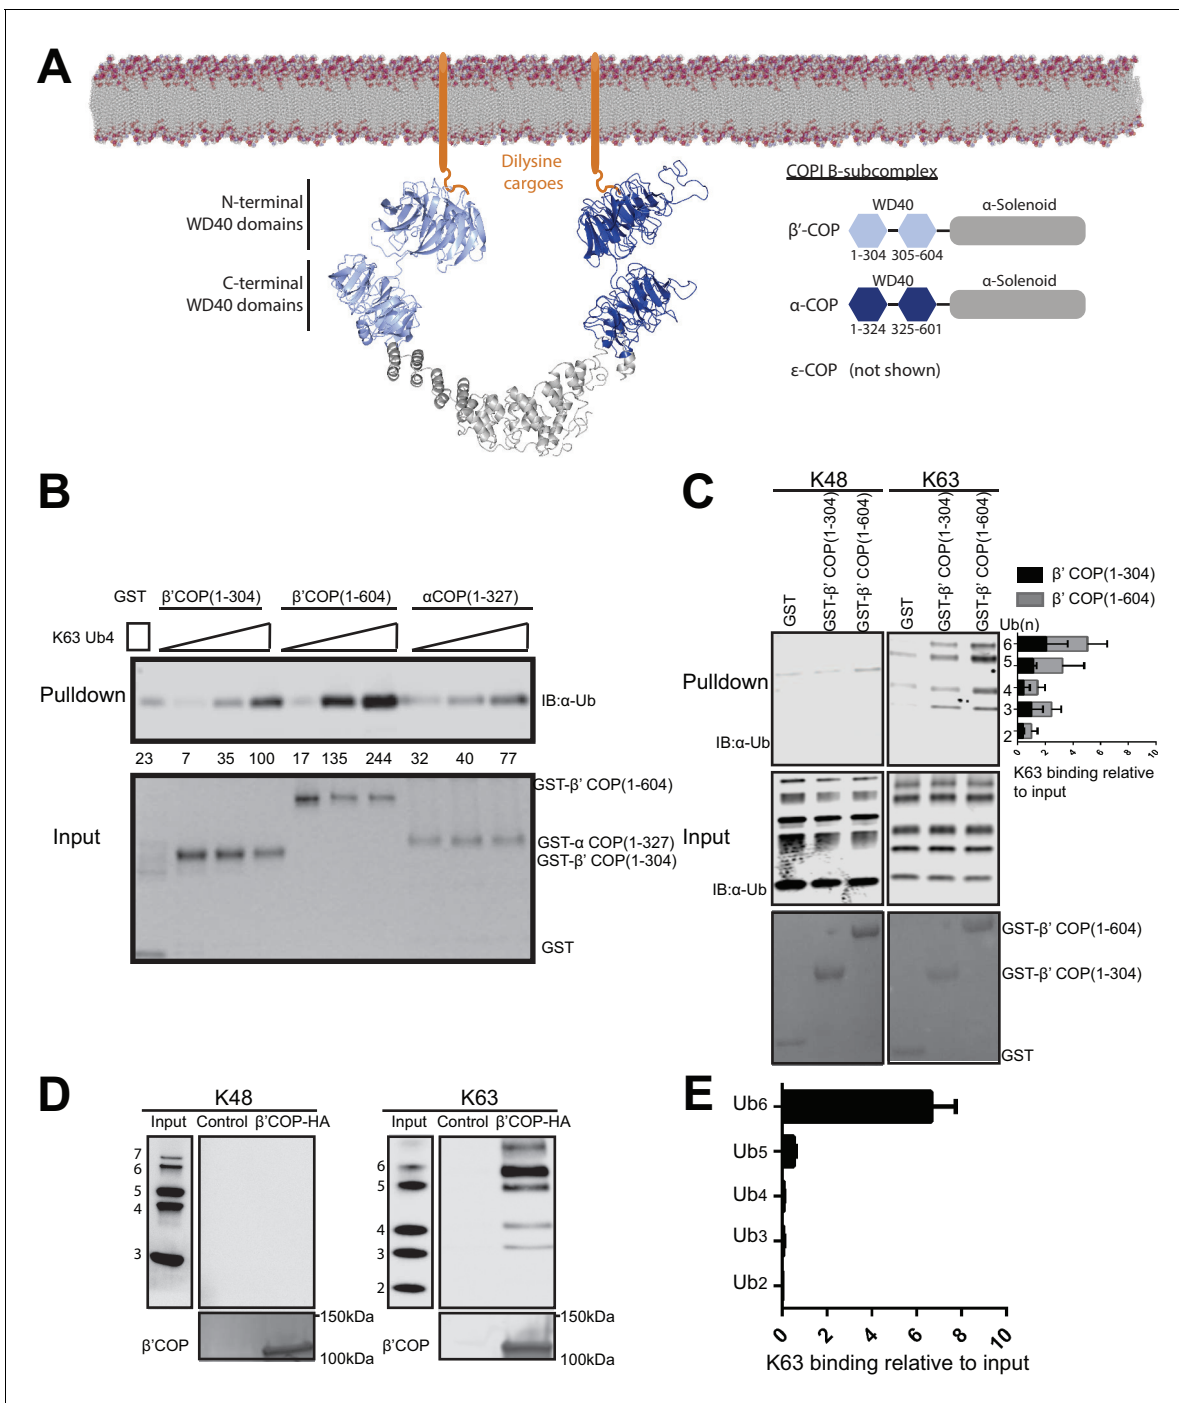 A
Dilysine
cargoes
N-terminal
WD40 domains
C-terminal
WD40 domains
COPI B-subcomplex
WD40
α-Solenoid
β'-COP
1-304 305-604
WD40
α-Solenoid
α-COP
1-324 325-601
ε-COP (not shown)
B
GST β'COP(1-304) β'COP(1-604) αCOP(1-327)
K63 Ub4
Pulldown
IB:α-Ub
23 7 35 100 17 135 244 32 40 77
Input
GST-β' COP(1-604)
GST-α COP(1-327)
GST-β' COP(1-304)
GST
C
K48 K63
GST
GST-β' COP(1-304)
GST-β' COP(1-604)
GST
GST-β' COP(1-304)
GST-β' COP(1-604)
β' COP(1-304)
β' COP(1-604)
Ub(n)
6
5
4
3
2
0 2 4 6 8 10
K63 binding relative
to input
Pulldown
IB:α-Ub
Input
IB:α-Ub
GST-β' COP(1-604)
GST-β' COP(1-304)
GST
D
K48
Input Control β'COP-HA
7
6
5
4
3
150kDa
β'COP
100kDa
K63
Input Control β'COP-HA
6
5
4
3
2
150kDa
β'COP
100kDa
E
Ub6
Ub5
Ub4
Ub3
Ub2
0 2 4 6 8 10
K63 binding relative to input